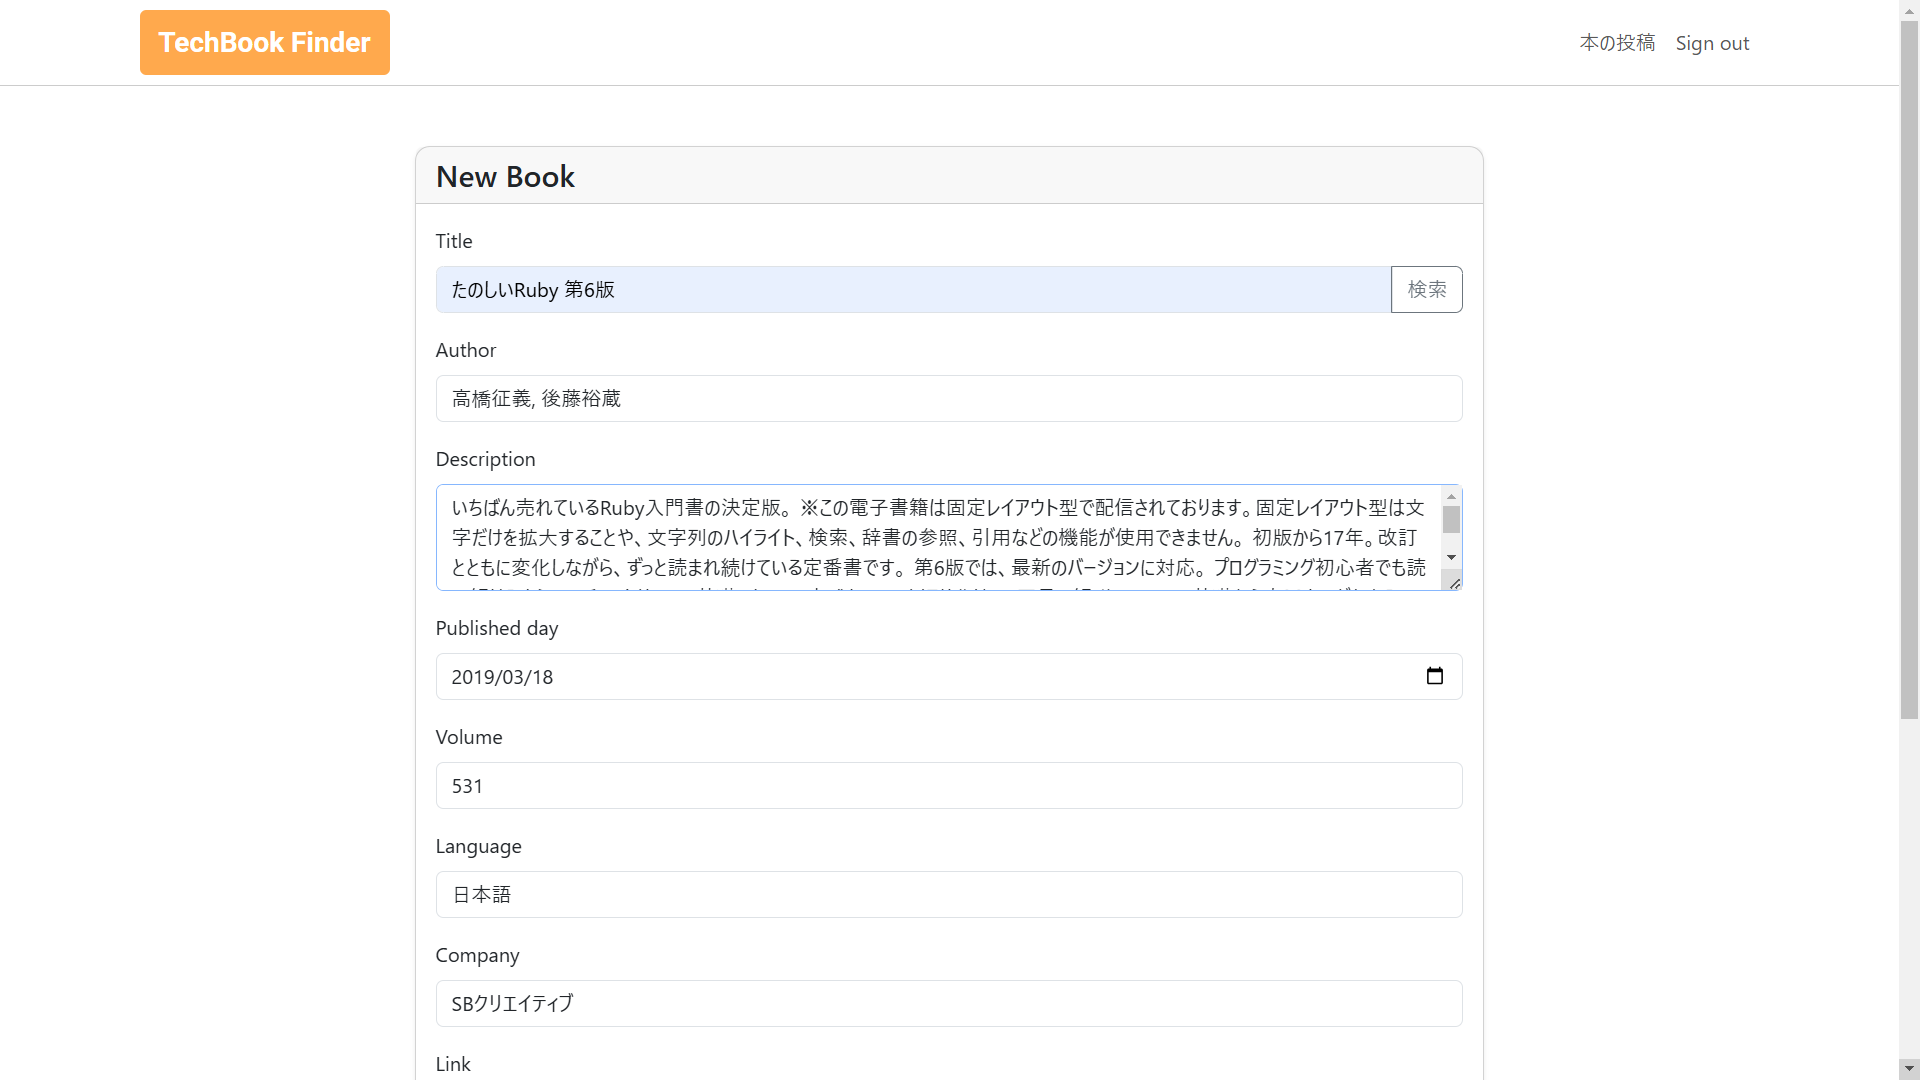 TechBook Finder
本の投稿 Sign out
New Book
Title
たのしいRuby 第6版
検索
Author
高橋征義, 後藤裕蔵
Description
いちばん売れているRuby入門書の決定版。 ※この電子書籍は固定レイアウト型で配信されております。固定レイアウト型は文
字だけを拡大することや、文字列のハイライト、検索、辞書の参照、引用などの機能が使用できません。 初版から17年。改訂
とともに変化しながら、ずっと読まれ続けている定番書です。 第6版では、最新のバージョンに対応。 プログラミング初心者でも読
Published day
2019/03/18
Volume
531
Language
日本語
Company
SBクリエイティブ
Link